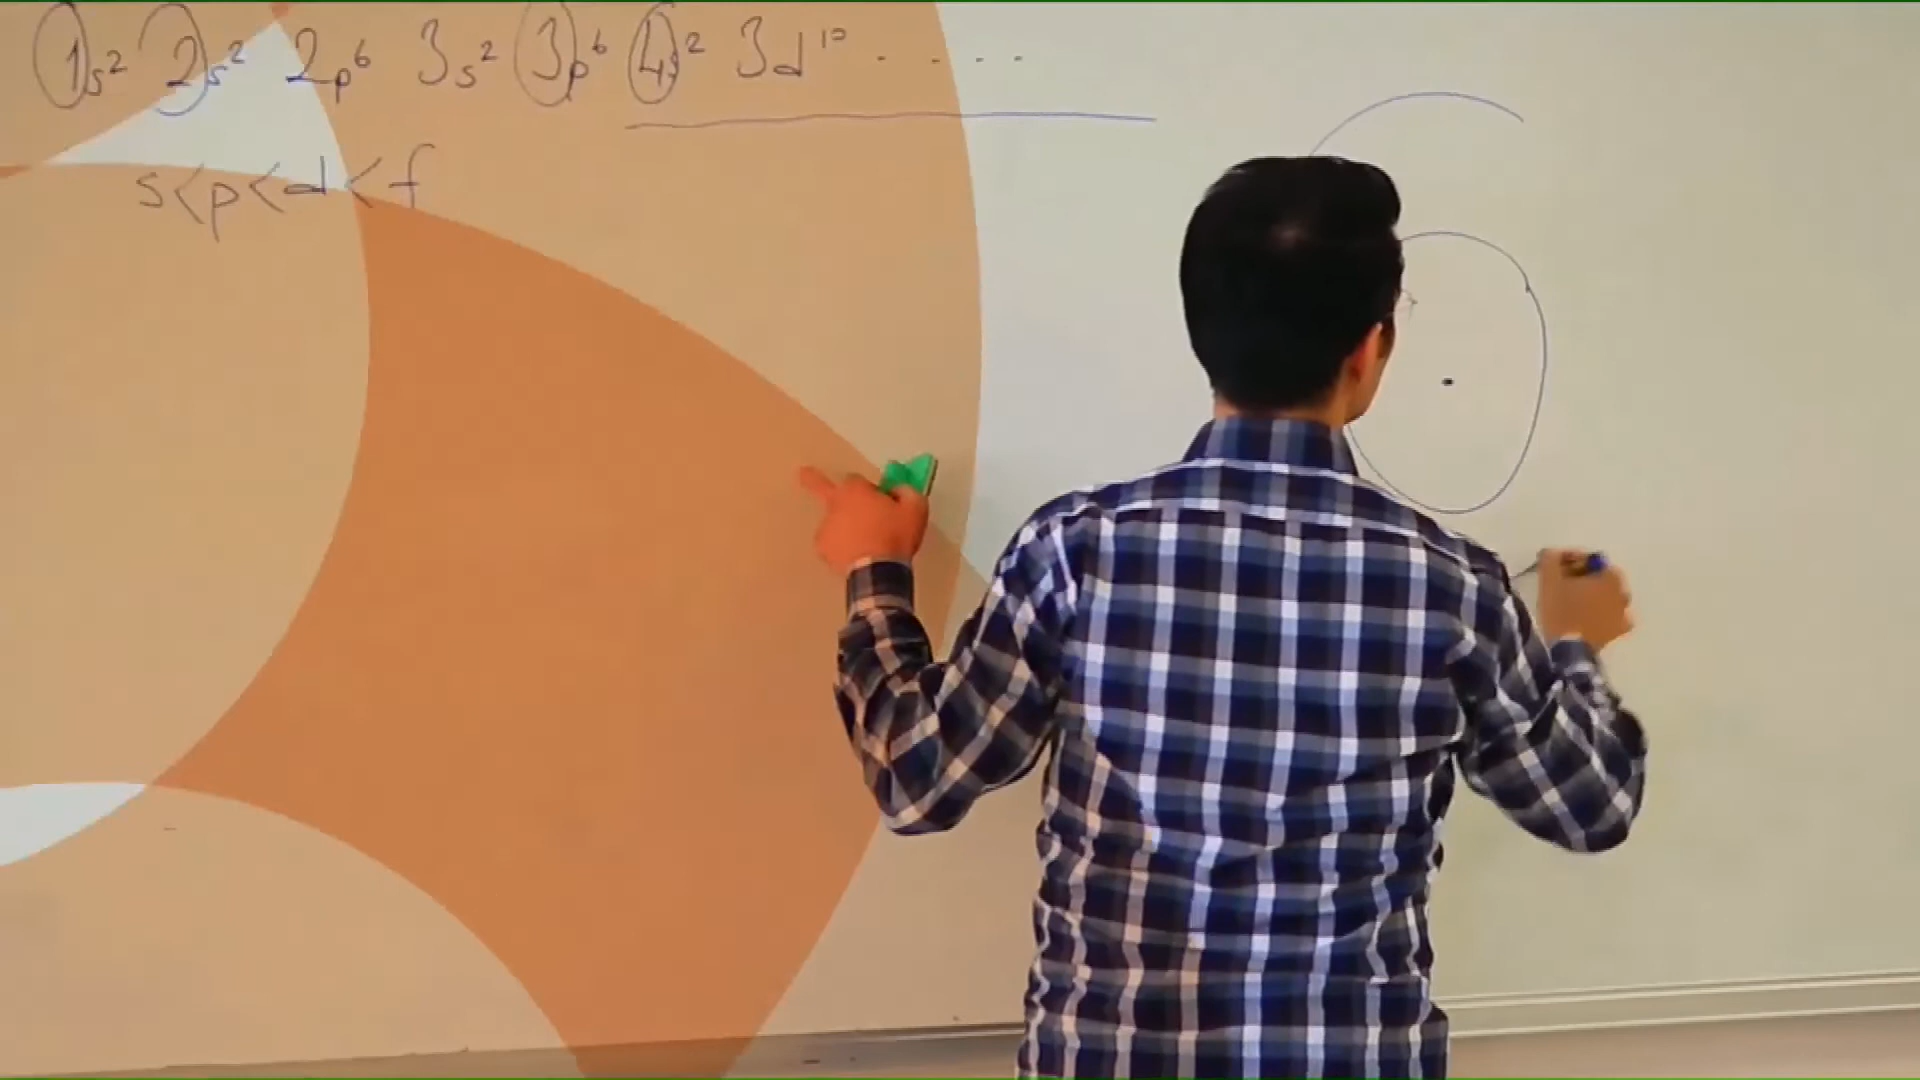 1s² 2s² 2p⁶ 3s² 3p⁶ 4s² 3d¹⁰ . . . .
s<p<d<f